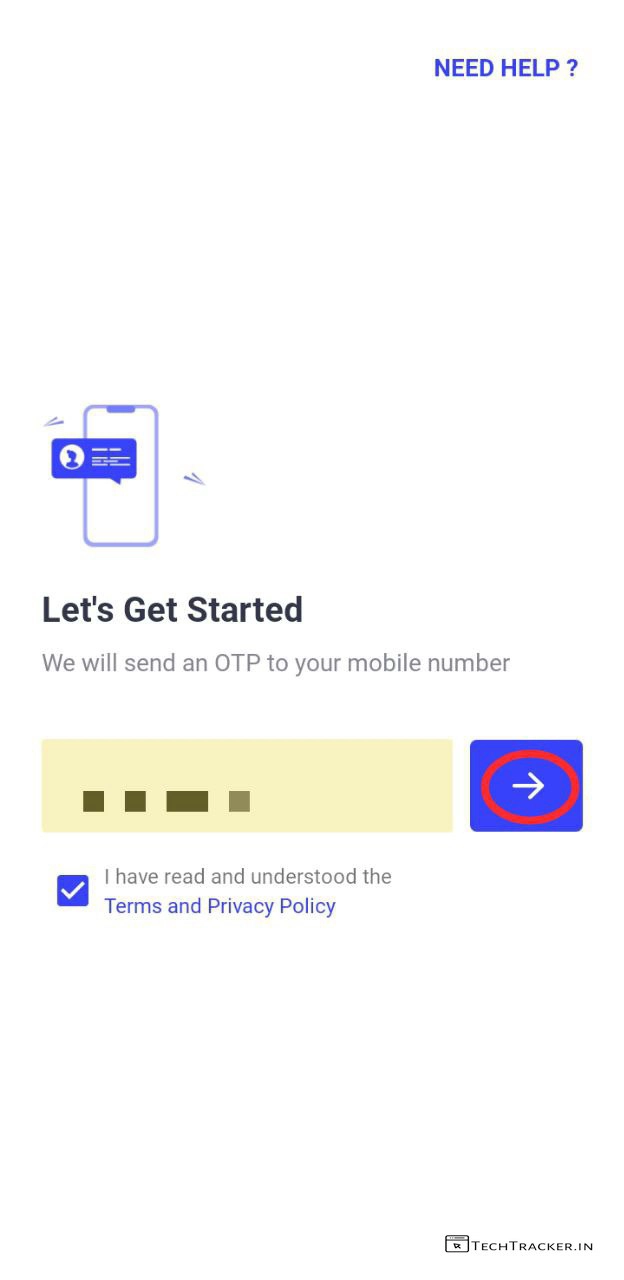 NEED HELP ?
Let's Get Started
We will send an OTP to your mobile number
I have read and understood the
Terms and Privacy Policy
TECHTRACKER.IN